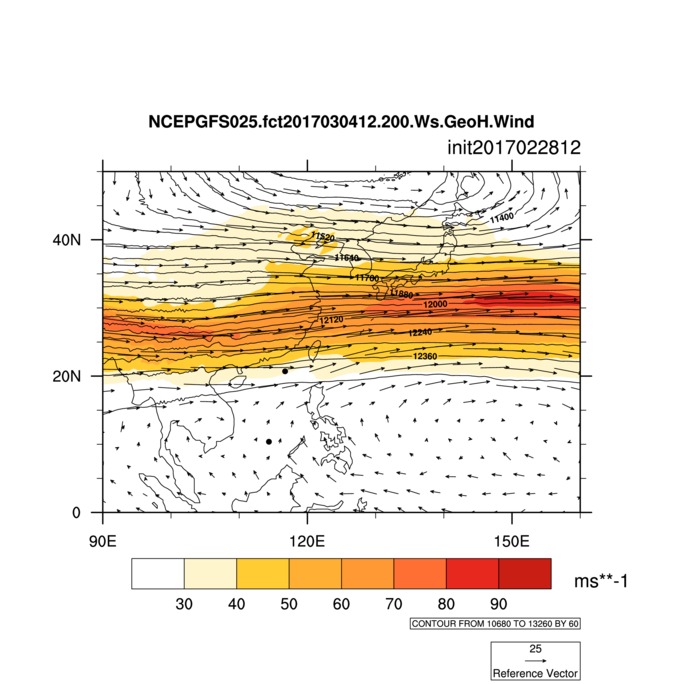 NCEPGFS025.fct2017030412.200.Ws.GeoH.Wind
init2017022812
11400
11520
40N
11640
11700
11880
12000
12120
12240
12360
20N
0
90E 120E 150E
ms**-1
30 40 50 60 70 80 90
CONTOUR FROM 10680 TO 13260 BY 60
25
Reference Vector